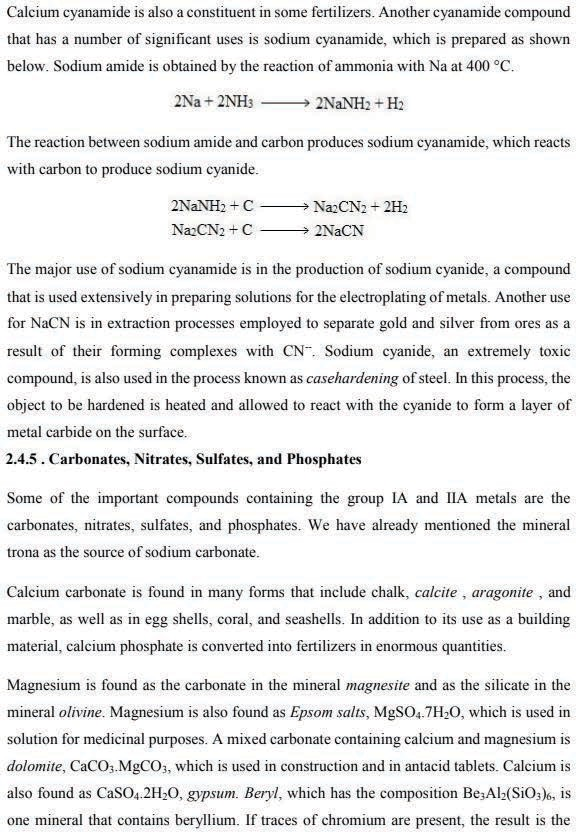 Calcium cyanamide is also a constituent in some fertilizers. Another cyanamide compound
that has a number of significant uses is sodium cyanamide, which is prepared as shown
below. Sodium amide is obtained by the reaction of ammonia with Na at 400 °C.
2Na + 2NH₃ ⟶ 2NaNH₂ + H₂
The reaction between sodium amide and carbon produces sodium cyanamide, which reacts
with carbon to produce sodium cyanide.
2NaNH₂ + C ⟶ Na₂CN₂ + 2H₂
Na₂CN₂ + C ⟶ 2NaCN
The major use of sodium cyanamide is in the production of sodium cyanide, a compound
that is used extensively in preparing solutions for the electroplating of metals. Another use
for NaCN is in extraction processes employed to separate gold and silver from ores as a
result of their forming complexes with CN⁻. Sodium cyanide, an extremely toxic
compound, is also used in the process known as casehardening of steel. In this process, the
object to be hardened is heated and allowed to react with the cyanide to form a layer of
metal carbide on the surface.
2.4.5 . Carbonates, Nitrates, Sulfates, and Phosphates
Some of the important compounds containing the group IA and IIA metals are the
carbonates, nitrates, sulfates, and phosphates. We have already mentioned the mineral
trona as the source of sodium carbonate.
Calcium carbonate is found in many forms that include chalk, calcite , aragonite , and
marble, as well as in egg shells, coral, and seashells. In addition to its use as a building
material, calcium phosphate is converted into fertilizers in enormous quantities.
Magnesium is found as the carbonate in the mineral magnesite and as the silicate in the
mineral olivine. Magnesium is also found as Epsom salts, MgSO₄.7H₂O, which is used in
solution for medicinal purposes. A mixed carbonate containing calcium and magnesium is
dolomite, CaCO₃.MgCO₃, which is used in construction and in antacid tablets. Calcium is
also found as CaSO₄.2H₂O, gypsum. Beryl, which has the composition Be₃Al₂(SiO₃)₆, is
one mineral that contains beryllium. If traces of chromium are present, the result is the